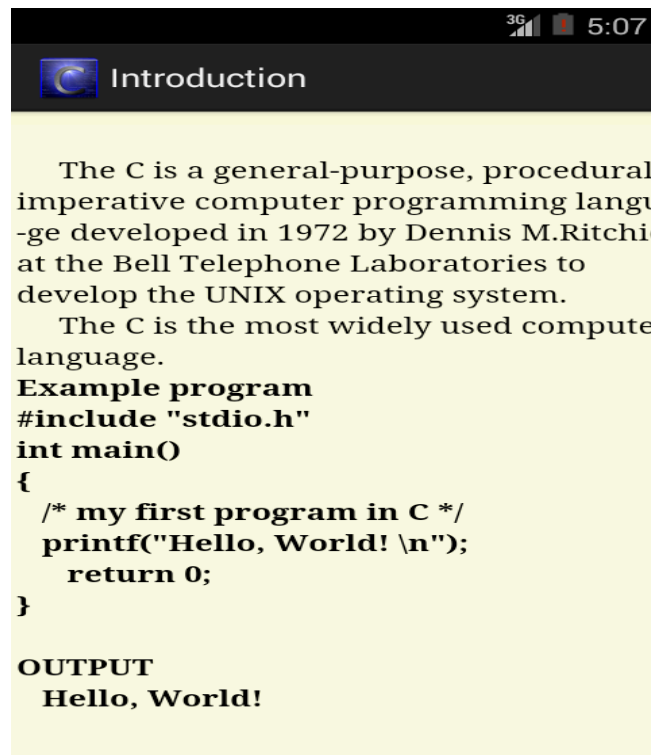 3G 5:07
Introduction
The C is a general-purpose, procedural
imperative computer programming langu
-ge developed in 1972 by Dennis M.Ritchi
at the Bell Telephone Laboratories to
develop the UNIX operating system.
The C is the most widely used compute
language.
Example program
#include "stdio.h"
int main()
{
/* my first program in C */
printf("Hello, World! \n");
return 0;
}
OUTPUT
Hello, World!